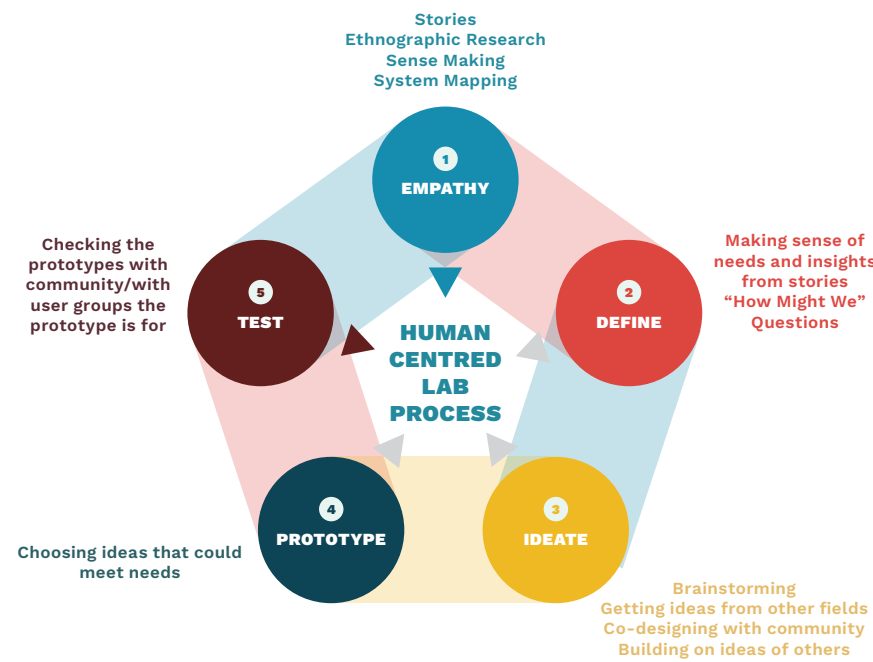 Stories
Ethnographic Research
Sense Making
System Mapping
1
EMPATHY
Making sense of
needs and insights
from stories
“How Might We”
Questions
2
DEFINE
Checking the
prototypes with
community/with
user groups the
prototype is for
5
TEST
HUMAN
CENTRED
LAB
PROCESS
3
IDEATE
Brainstorming
Getting ideas from other fields
Co-designing with community
Building on ideas of others
4
PROTOTYPE
Choosing ideas that could
meet needs